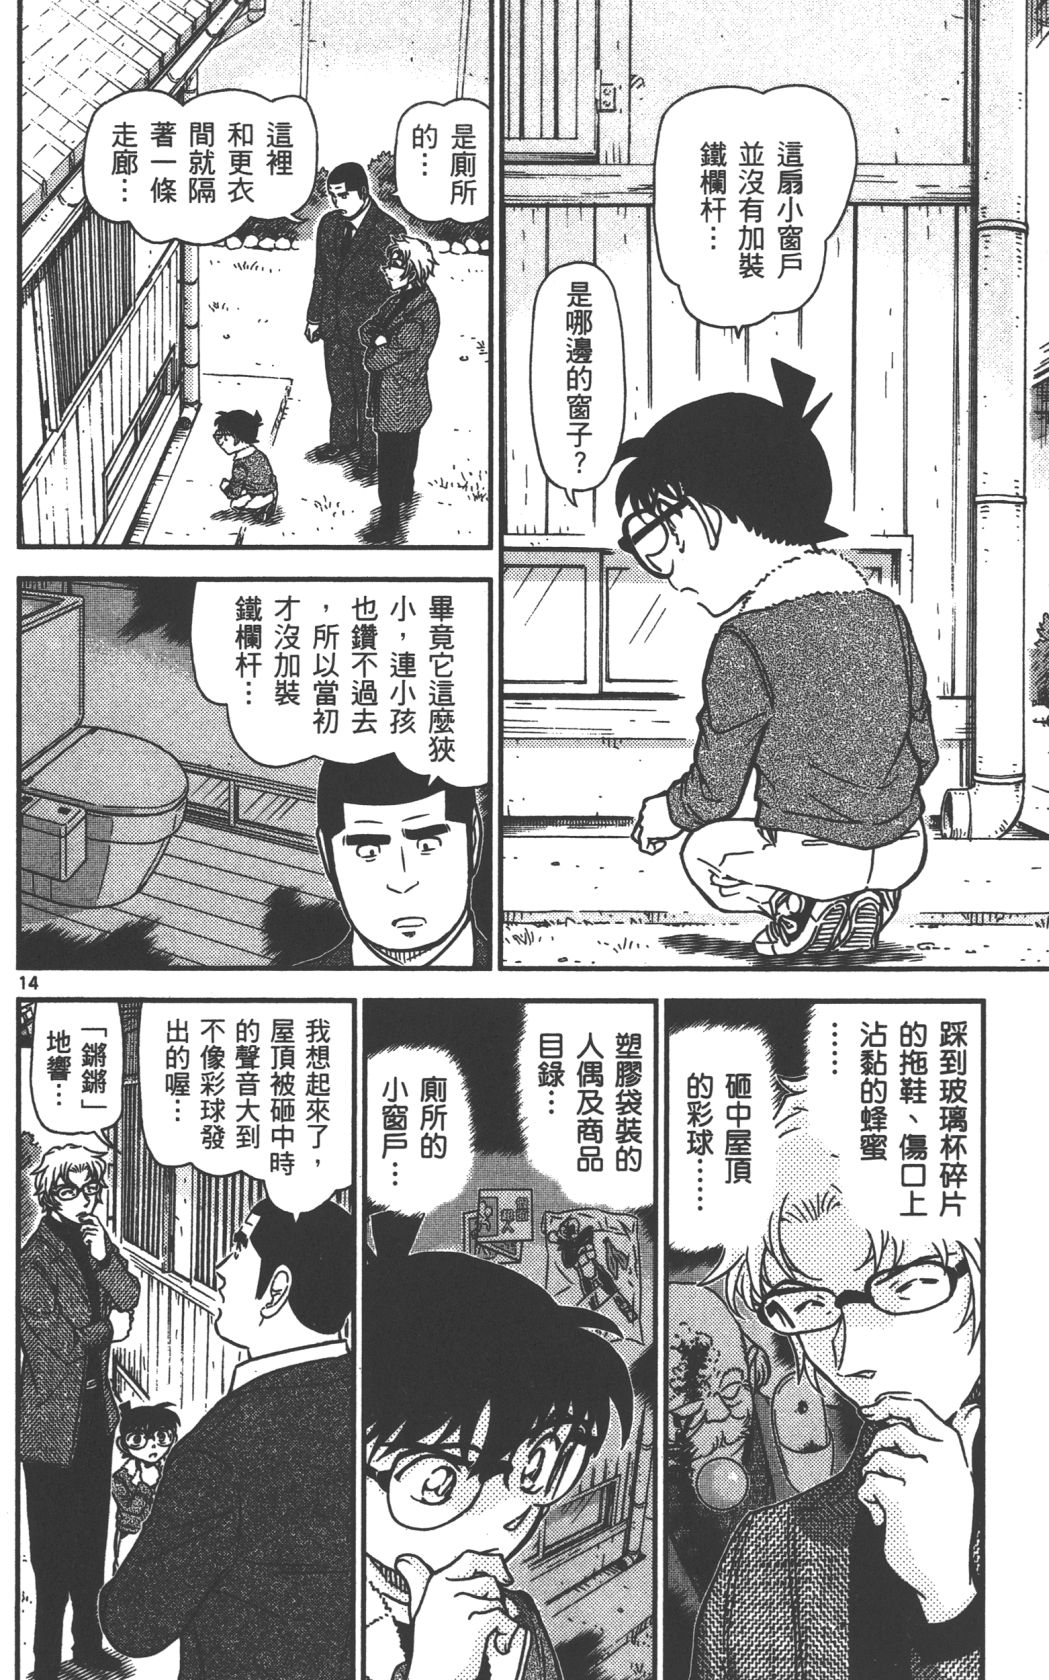 這扇小窗戶
並沒有加裝
鐵欄杆…
是哪邊的窗子？
是廁所
的…
這裡
和更衣
間就隔
著一條
走廊…
畢竟它這麼狹
小，連小孩
也鑽不過去
，所以當初
才沒加裝
鐵欄杆…
14
踩到玻璃杯碎片
的拖鞋、傷口上
沾黏的蜂蜜
……
砸中屋頂
的彩球……
塑膠袋裝的
人偶及商品
目錄…
廁所的
小窗戶…
我想起來了，
屋頂被砸中時
的聲音大到
不像彩球發
出的喔…
「鏘鏘」
地響…